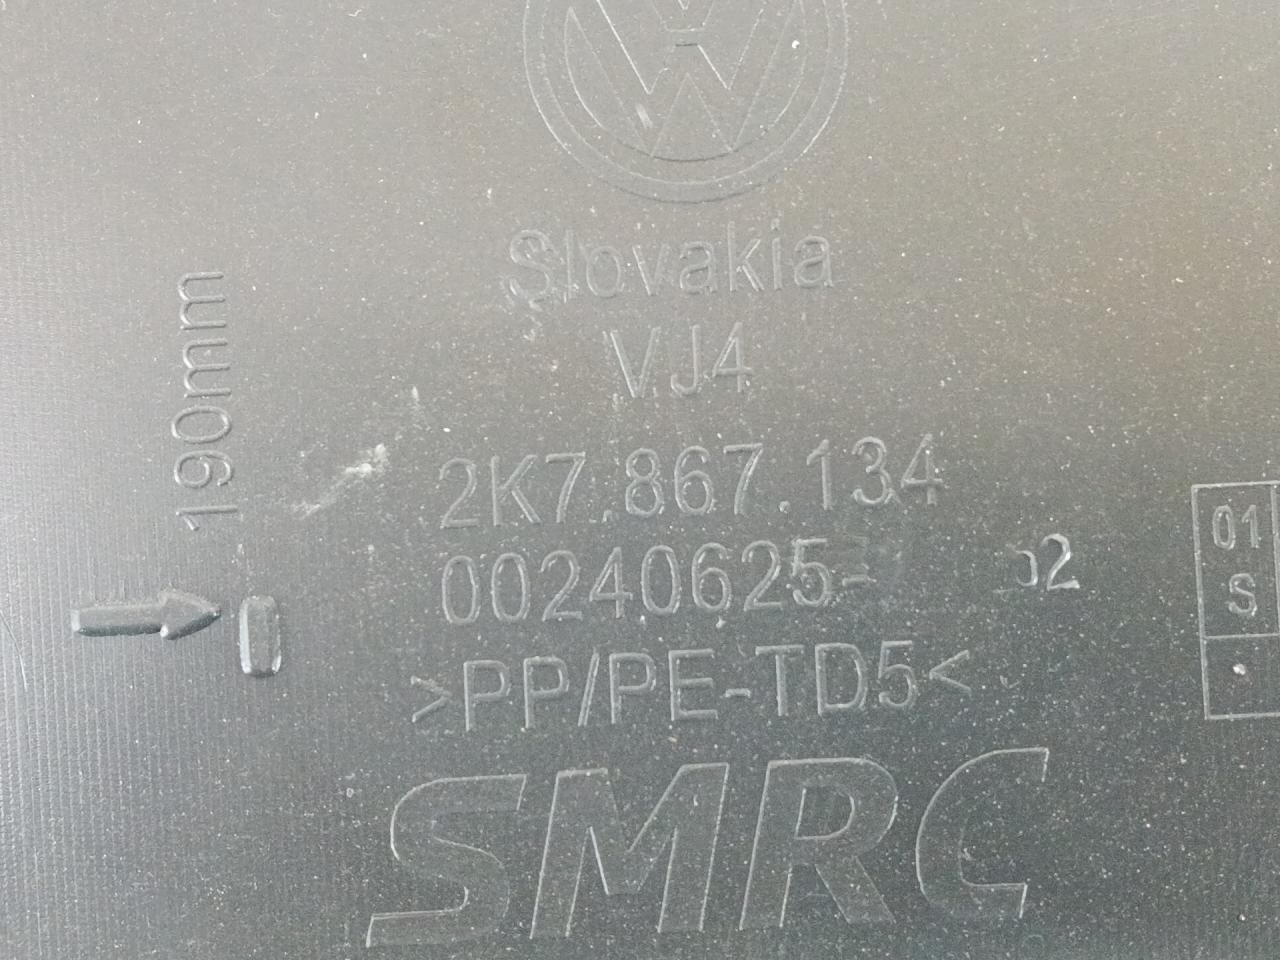 Slovakia
VJ4
190mm
2K7.867.134
00240625-
>PP/PE-TD5<
SMRC
01
S